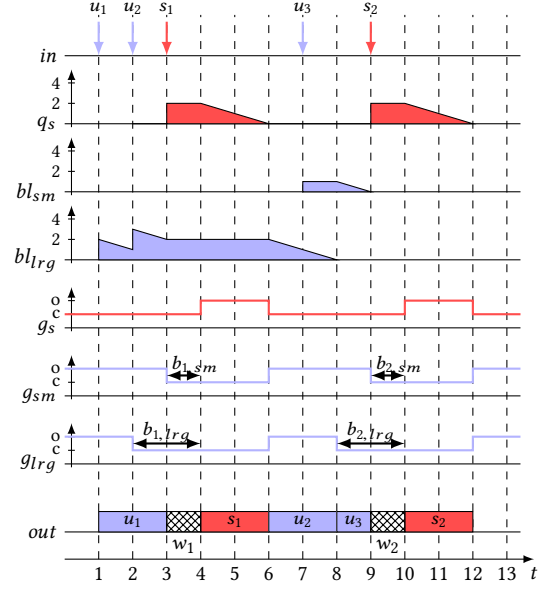 u₁ u₂ s₁ u₃ s₂
in
4
2
qₛ
4
2
blₛₘ
4
2
blₗᵣg
o
c
gₛ
o
c
b₁,ₛₘ b₂,ₛₘ
gₛₘ
o
c
b₁,ₗᵣg b₂,ₗᵣg
gₗᵣg
out u₁ s₁ u₂ u₃ s₂
w₁ w₂
1 2 3 4 5 6 7 8 9 10 11 12 13 t